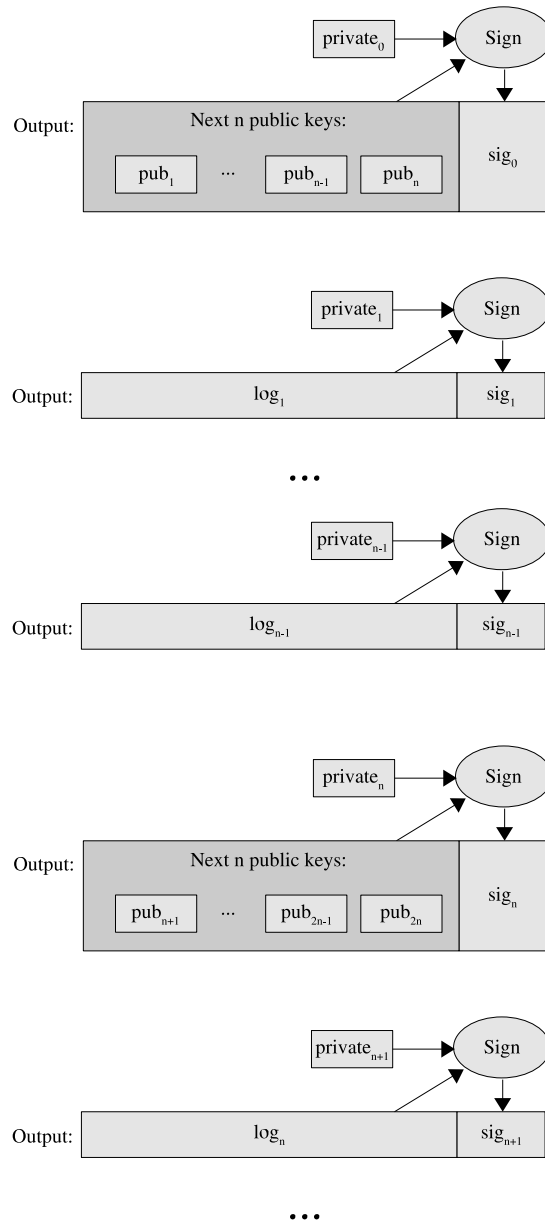 private₀
Sign
Output:
Next n public keys:
pub₁ ... pubₙ₋₁ pubₙ
sig₀
private₁
Sign
Output:
log₁
sig₁
...
privateₙ₋₁
Sign
Output:
logₙ₋₁
sigₙ₋₁
privateₙ
Sign
Output:
Next n public keys:
pubₙ₊₁ ... pub₂ₙ₋₁ pub₂ₙ
sigₙ
privateₙ₊₁
Sign
Output:
logₙ
sigₙ₊₁
...